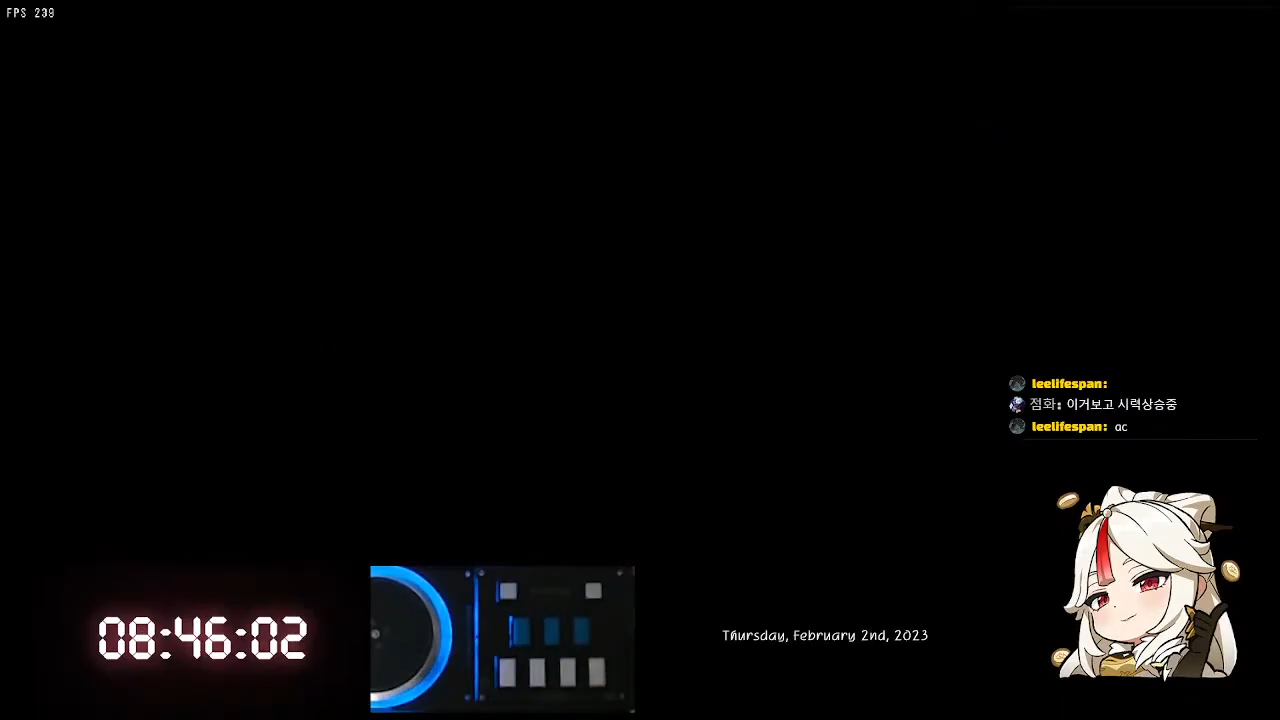 FPS 239
leelifespan:
점화: 이거보고 시력상승중
leelifespan: ac
08:46:02
Thursday, February 2nd, 2023